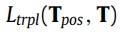 L_trpl(T_pos, T)